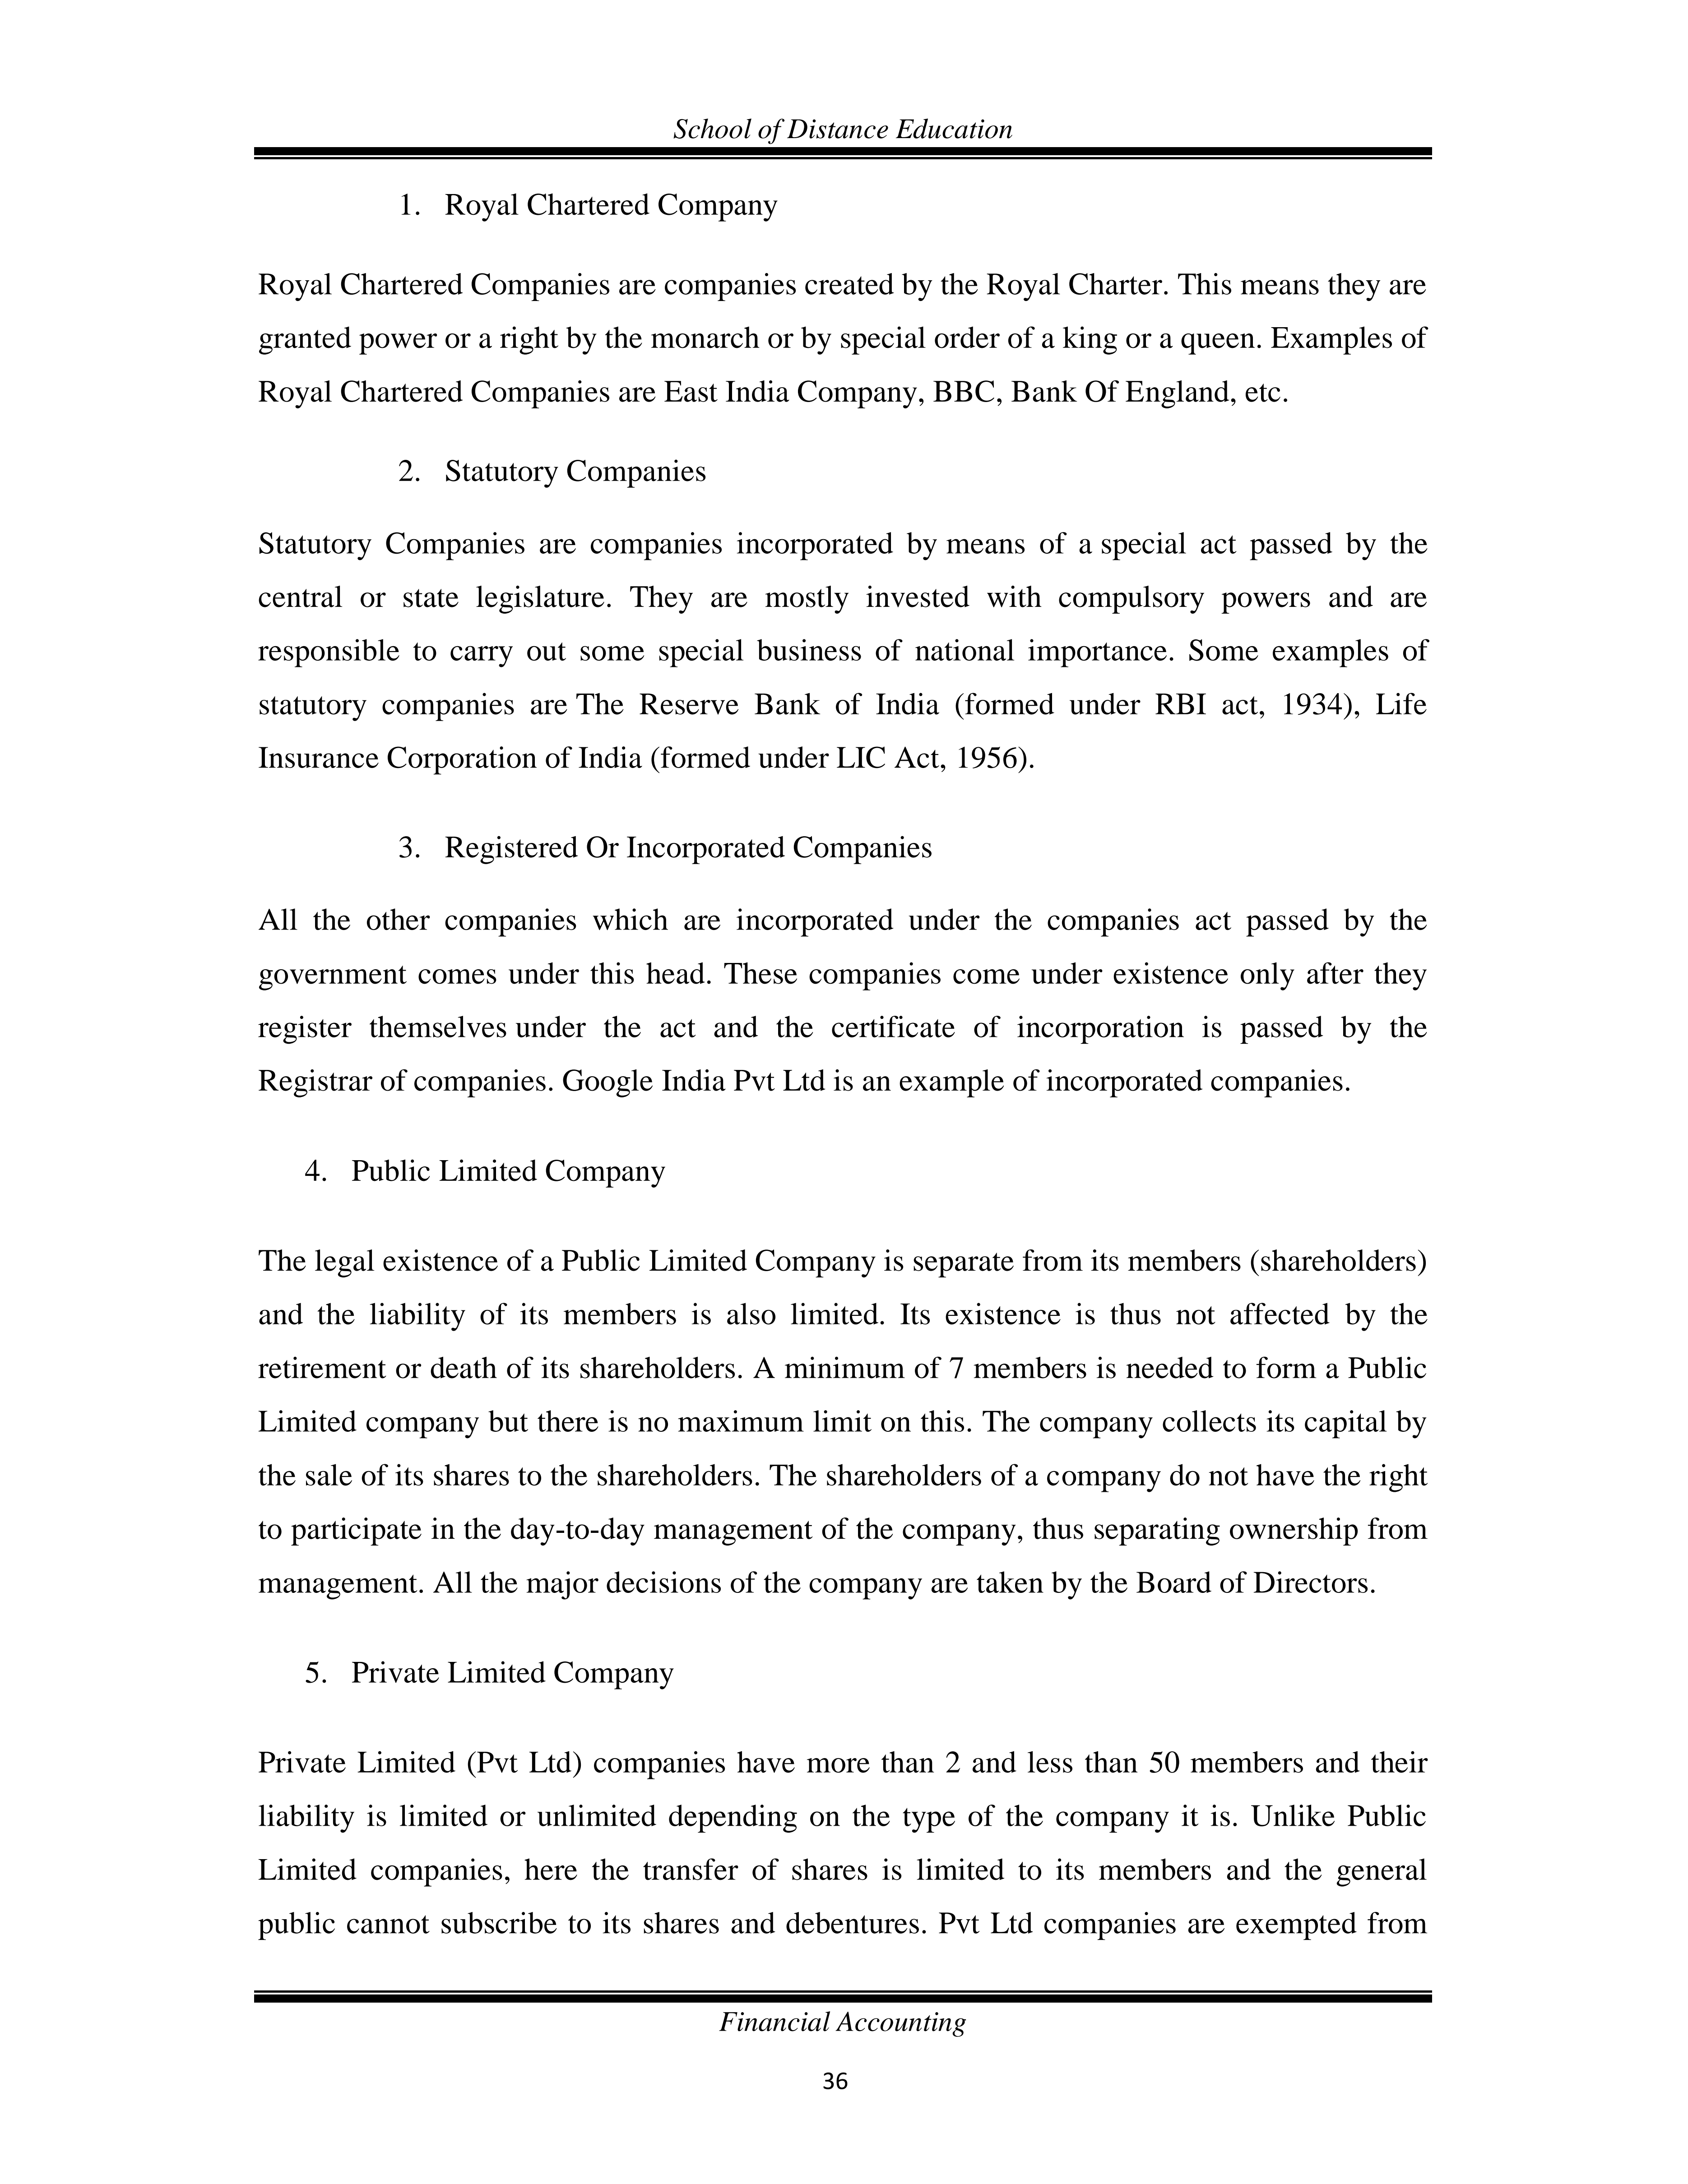 School of Distance Education
1. Royal Chartered Company
Royal Chartered Companies are companies created by the Royal Charter. This means they are
granted power or a right by the monarch or by special order of a king or a queen. Examples of
Royal Chartered Companies are East India Company, BBC, Bank Of England, etc.
2. Statutory Companies
Statutory Companies are companies incorporated by means of a special act passed by the
central or state legislature. They are mostly invested with compulsory powers and are
responsible to carry out some special business of national importance. Some examples of
statutory companies are The Reserve Bank of India (formed under RBI act, 1934), Life
Insurance Corporation of India (formed under LIC Act, 1956).
3. Registered Or Incorporated Companies
All the other companies which are incorporated under the companies act passed by the
government comes under this head. These companies come under existence only after they
register themselves under the act and the certificate of incorporation is passed by the
Registrar of companies. Google India Pvt Ltd is an example of incorporated companies.
4. Public Limited Company
The legal existence of a Public Limited Company is separate from its members (shareholders)
and the liability of its members is also limited. Its existence is thus not affected by the
retirement or death of its shareholders. A minimum of 7 members is needed to form a Public
Limited company but there is no maximum limit on this. The company collects its capital by
the sale of its shares to the shareholders. The shareholders of a company do not have the right
to participate in the day-to-day management of the company, thus separating ownership from
management. All the major decisions of the company are taken by the Board of Directors.
5. Private Limited Company
Private Limited (Pvt Ltd) companies have more than 2 and less than 50 members and their
liability is limited or unlimited depending on the type of the company it is. Unlike Public
Limited companies, here the transfer of shares is limited to its members and the general
public cannot subscribe to its shares and debentures. Pvt Ltd companies are exempted from
Financial Accounting
36